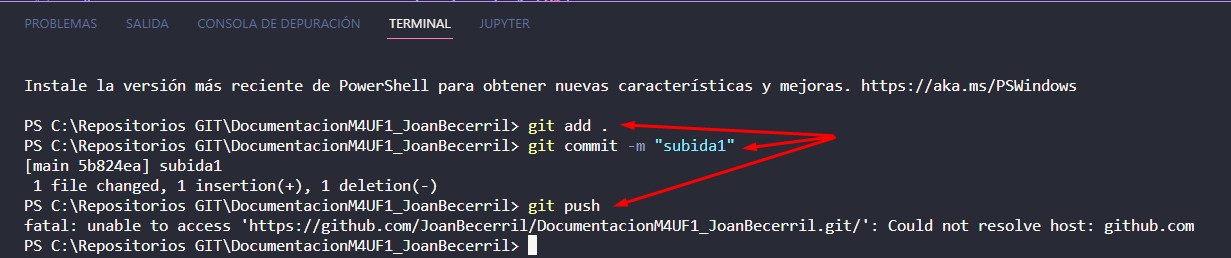 PROBLEMAS SALIDA CONSOLA DE DEPURACIÓN TERMINAL JUPYTER
Instale la versión más reciente de PowerShell para obtener nuevas características y mejoras. https://aka.ms/PSWindows
PS C:\Repositorios GIT\DocumentacionM4UF1_JoanBecerril> git add .
PS C:\Repositorios GIT\DocumentacionM4UF1_JoanBecerril> git commit -m "subida1"
[main 5b824ea] subida1
 1 file changed, 1 insertion(+), 1 deletion(-)
PS C:\Repositorios GIT\DocumentacionM4UF1_JoanBecerril> git push
fatal: unable to access 'https://github.com/JoanBecerril/DocumentacionM4UF1_JoanBecerril.git/': Could not resolve host: github.com
PS C:\Repositorios GIT\DocumentacionM4UF1_JoanBecerril>